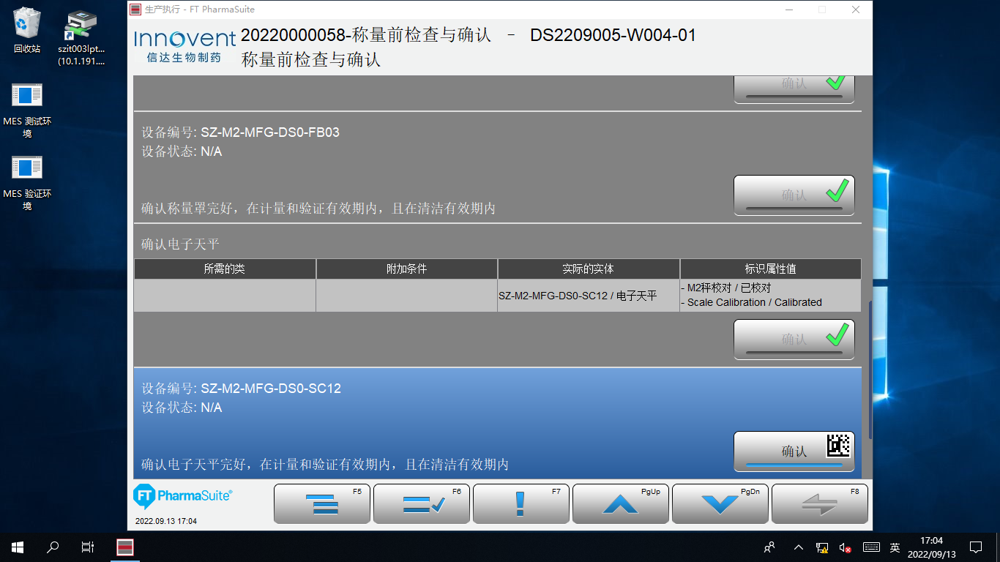 生产执行 - FT PharmaSuite
回收站
szit003lpt...
(10.1.191....
MES 测试环
境
MES 验证环
境
Innovent
信达生物制药
20220000058-称量前检查与确认 - DS2209005-W004-01
称量前检查与确认
确认
设备编号: SZ-M2-MFG-DS0-FB03
设备状态: N/A
确认
确认称量罩完好，在计量和验证有效期内，且在清洁有效期内
确认电子天平
所需的类 附加条件 实际的实体 标识属性值
SZ-M2-MFG-DS0-SC12 / 电子天平
- M2秤校对 / 已校对
- Scale Calibration / Calibrated
确认
设备编号: SZ-M2-MFG-DS0-SC12
设备状态: N/A
确认
确认电子天平完好，在计量和验证有效期内，且在清洁有效期内
FT PharmaSuite®
2022.09.13 17:04
F5 F6 F7 PgUp PgDn F8
英
17:04
2022/09/13